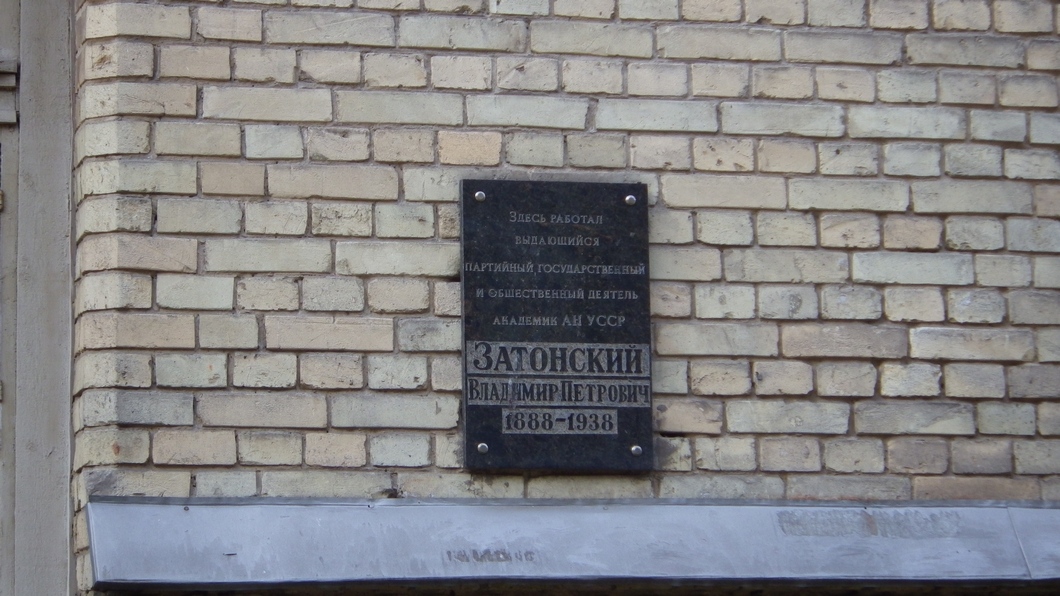 Здесь работал
выдающийся
партийный государственный
и общественный деятель
академик АН УССР
ЗАТОНСКИЙ
Владимир Петрович
1888-1938